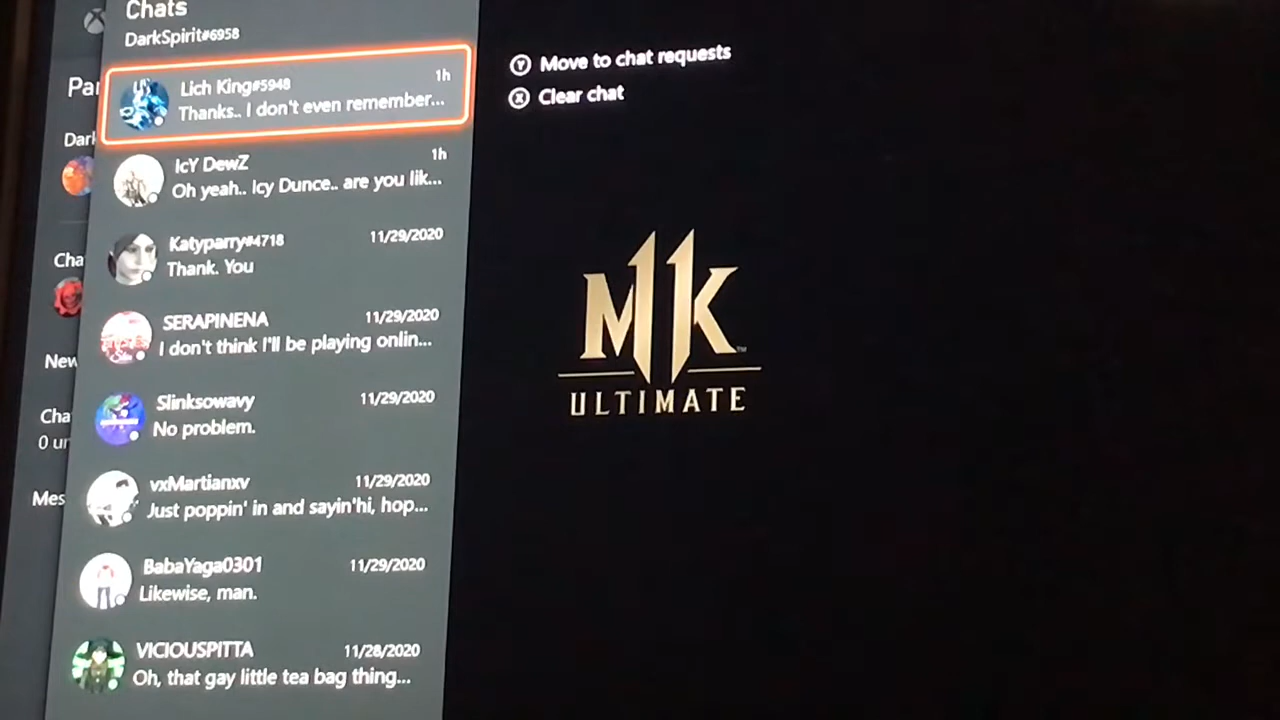 Chats
DarkSpirit#6958
Lich King#5948
1h
Thanks.. I don't even remember...
IcY DewZ
1h
Oh yeah.. Icy Dunce.. are you lik...
Katyparry#4718
11/29/2020
Thank. You
SERAPINENA
11/29/2020
I don't think I'll be playing onlin...
Slinksowavy
11/29/2020
No problem.
vxMartianxv
11/29/2020
Just poppin' in and sayin'hi, hop...
BabaYaga0301
11/29/2020
Likewise, man.
VICIOUSPITTA
11/28/2020
Oh, that gay little tea bag thing...
Par
Dark
Cha
New
Cha
0 un
Mes
Y Move to chat requests
X Clear chat
MK11
ULTIMATE